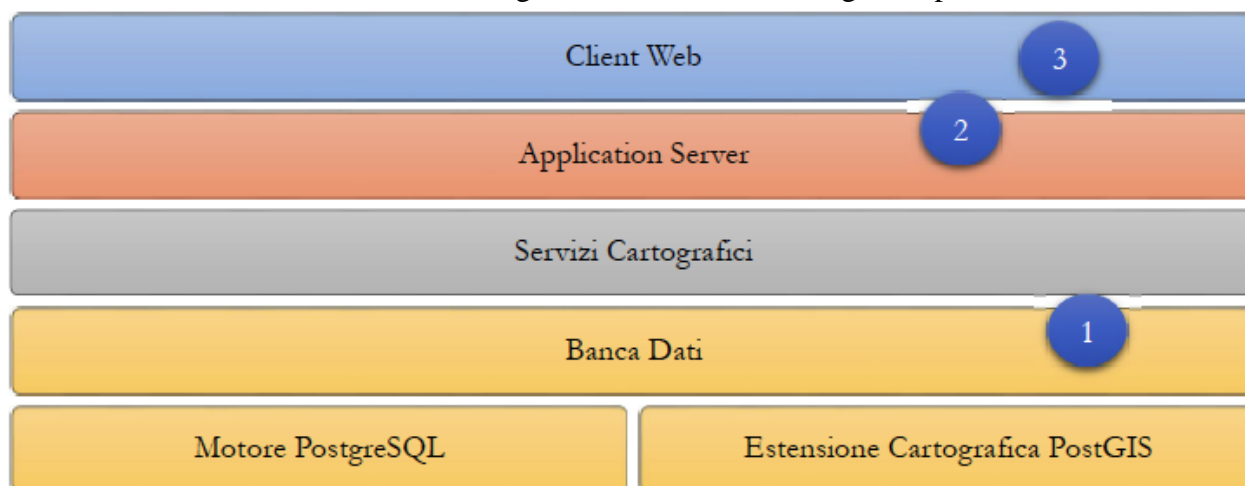 Client Web
3
2
Application Server
Servizi Cartografici
1
Banca Dati
Motore PostgreSQL
Estensione Cartografica PostGIS